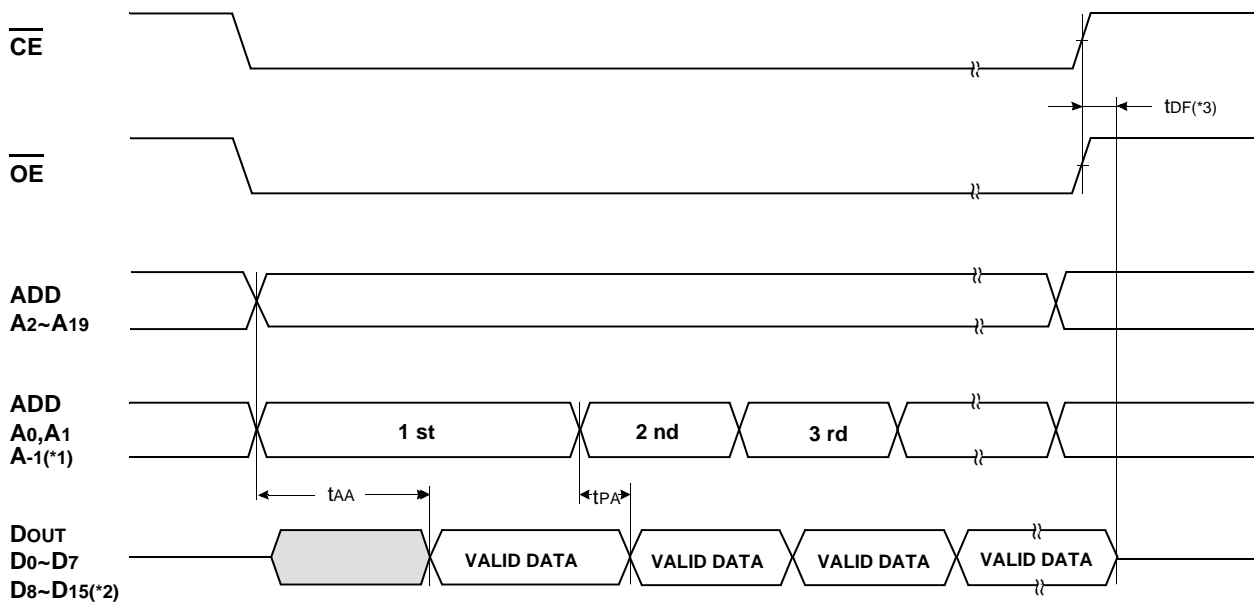 CE
tDF(*3)
OE
ADD
A2~A19
ADD
A0,A1
A-1(*1)
1 st
2 nd
3 rd
tAA
tPA
DOUT
D0~D7
D8~D15(*2)
VALID DATA
VALID DATA
VALID DATA
VALID DATA